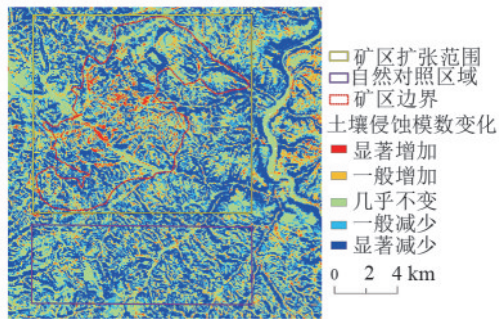 矿区扩张范围
自然对照区域
矿区边界
土壤侵蚀模数变化
显著增加
一般增加
几乎不变
一般减少
显著减少
0 2 4 km